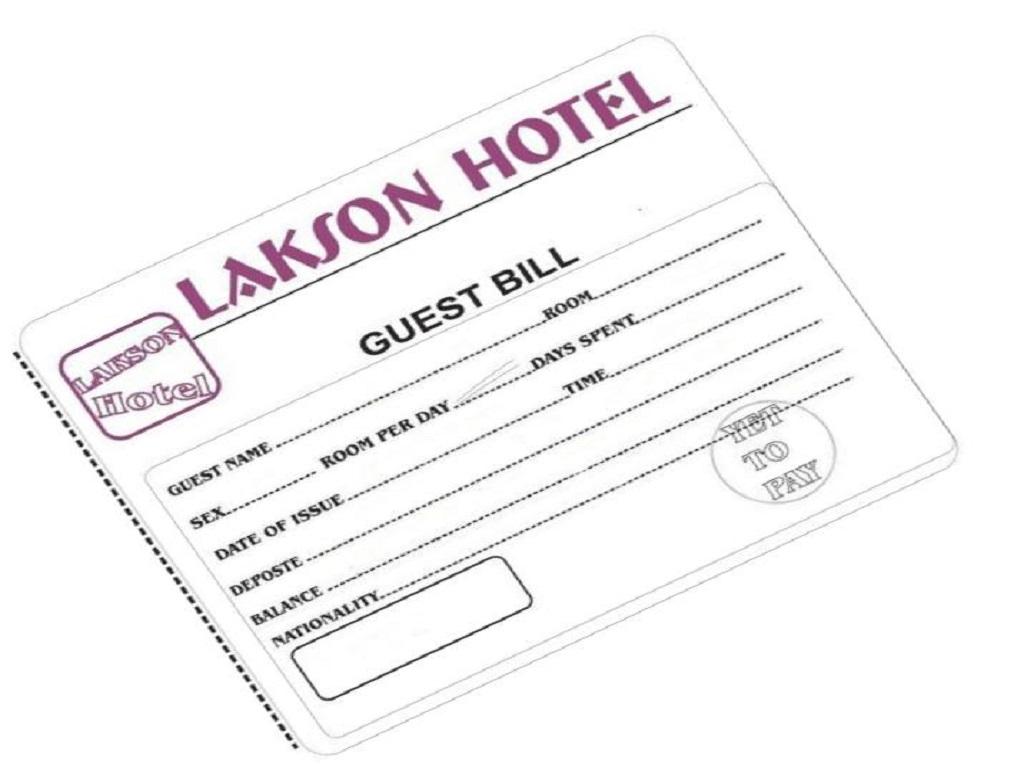 LAKSON HOTEL
LAKSON
Hotel
GUEST BILL
GUEST NAME ROOM
SEX ROOM PER DAY DAYS SPENT
DATE OF ISSUE TIME
DEPOSTE
BALANCE
NATIONALITY
YET
TO
PAY